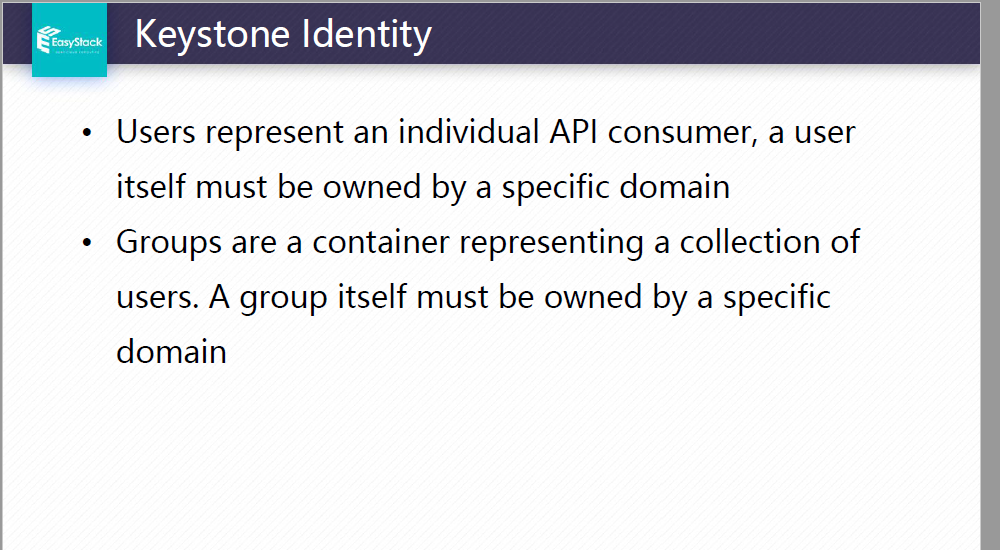 EasyStack
Keystone Identity
• Users represent an individual API consumer, a user
itself must be owned by a specific domain
• Groups are a container representing a collection of
users. A group itself must be owned by a specific
domain